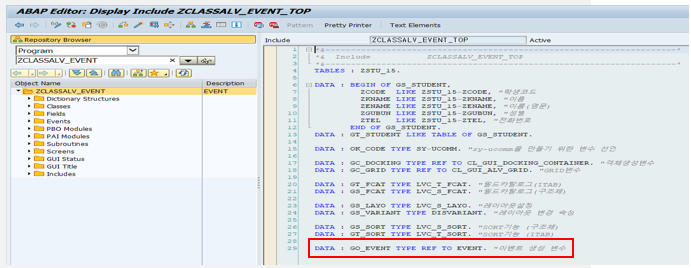 ABAP Editor: Display Include ZCLASSALV_EVENT_TOP
Pattern Pretty Printer Text Elements
Repository Browser
Program
ZCLASSALV_EVENT
Object Name Description
ZCLASSALV_EVENT EVENT
Dictionary Structures
Classes
Fields
Events
PBO Modules
PAI Modules
Subroutines
Screens
GUI Status
GUI Title
Includes
Include ZCLASSALV_EVENT_TOP Active
1 *&---------------------------------------------------------------------*
2 *& Include ZCLASSALV_EVENT_TOP
3 *&---------------------------------------------------------------------*
4 TABLES : ZSTU_15.
5
6 DATA : BEGIN OF GS_STUDENT,
7 ZCODE LIKE ZSTU_15-ZCODE, "학생코드
8 ZKNAME LIKE ZSTU_15-ZKNAME, "이름
9 ZENAME LIKE ZSTU_15-ZENAME, "이름(영문)
10 ZGUBUN LIKE ZSTU_15-ZGUBUN, "성별
11 ZTEL LIKE ZSTU_15-ZTEL, "전화번호
12 END OF GS_STUDENT.
13 DATA : GT_STUDENT LIKE TABLE OF GS_STUDENT.
14
15 DATA : OK_CODE TYPE SY-UCOMM. "sy-ucomm를 만들기 위한 변수 선언
16
17 DATA : GC_DOCKING TYPE REF TO CL_GUI_DOCKING_CONTAINER. "객체생성변수
18 DATA : GC_GRID TYPE REF TO CL_GUI_ALV_GRID. "GRID변수
19
20 DATA : GT_FCAT TYPE LVC_T_FCAT. "필드카탈로그(ITAB)
21 DATA : GS_FCAT TYPE LVC_S_FCAT. "필드카탈로그(구조체)
22
23 DATA : GS_LAYO TYPE LVC_S_LAYO. "레이아웃설정
24 DATA : GS_VARIANT TYPE DISVARIANT. "레이아웃 변경 속성
25
26 DATA : GS_SORT TYPE LVC_S_SORT. "SORT기능 (구조체)
27 DATA : GT_SORT TYPE LVC_T_SORT. "SORT기능 (ITAB)
28
29 DATA : GO_EVENT TYPE REF TO EVENT. "이벤트 생성 변수